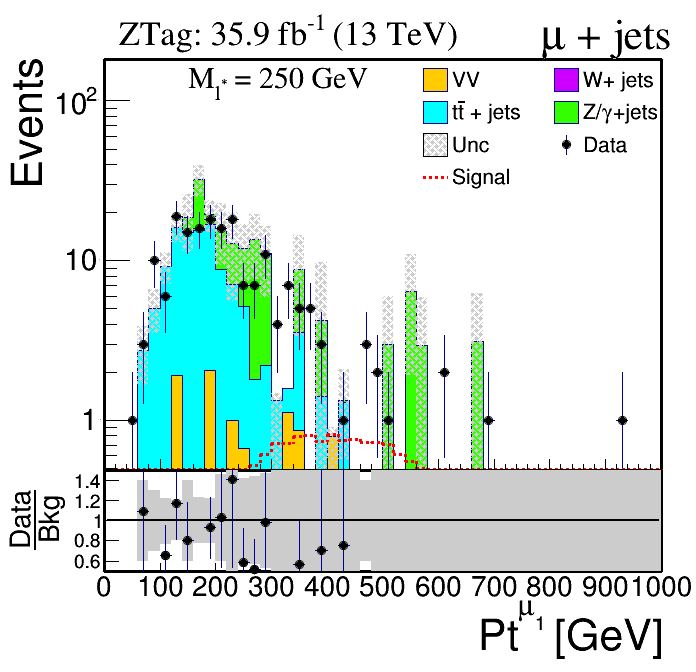 ZTag: 35.9 fb⁻¹ (13 TeV) μ + jets
M_l* = 250 GeV
VV W+ jets
tt̄ + jets Z/γ+jets
Unc Data
Signal
Events
10²
10
1
Data
Bkg
1.4
1.2
1
0.8
0.6
0 100 200 300 400 500 600 700 800 900 1000
Pt^μ_1 [GeV]